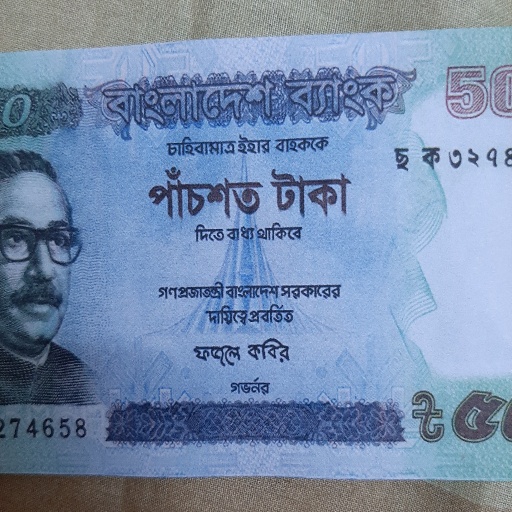 0
বাংলাদেশ ব্যাংক
50
চাহিবামাত্র ইহার বাহককে
ছ ক ৩২৭৪
পাঁচশত টাকা
দিতে বাধ্য থাকিবে
গণপ্রজাতন্ত্রী বাংলাদেশ সরকারের
দায়িত্বে প্রবর্তিত
ফজলে কবির
গভর্নর
274658
৳ ৫০